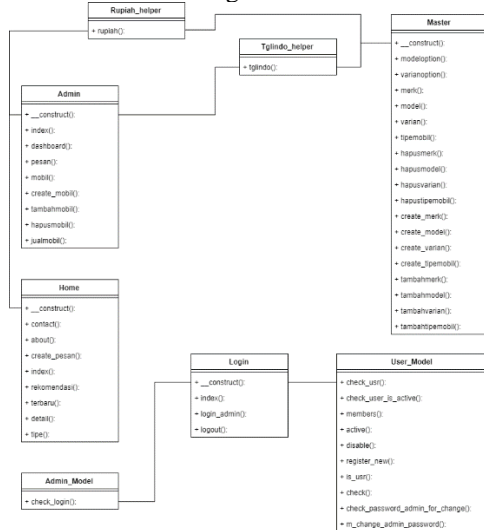 Rupiah_helper
+ rupiah():
Tglindo_helper
+ tglindo():
Master
+ __construct():
+ modeloption():
+ varianoption():
+ merk():
+ model():
+ varian():
+ tipemobil():
+ hapusmerk():
+ hapusmodel():
+ hapusvarian():
+ hapustipemobil():
+ create_merk():
+ create_model():
+ create_varian():
+ create_tipemobil():
+ tambahmerk():
+ tambahmodel():
+ tambahvarian():
+ tambahtipemobil():
Admin
+ __construct():
+ index():
+ dashboard():
+ pesan():
+ mobil():
+ create_mobil():
+ tambahmobil():
+ hapusmobil():
+ jualmobil():
Home
+ __construct():
+ contact():
+ about():
+ create_pesan():
+ index():
+ rekomendasi():
+ terbaru():
+ detail():
+ tipe():
Login
+ __construct():
+ index():
+ login_admin():
+ logout():
User_Model
+ check_usr():
+ check_user_is_active():
+ members():
+ active():
+ disable():
+ register_new():
+ is_usr():
+ check():
+ check_password_admin_for_change():
+ m_change_admin_password():
Admin_Model
+ check_login():